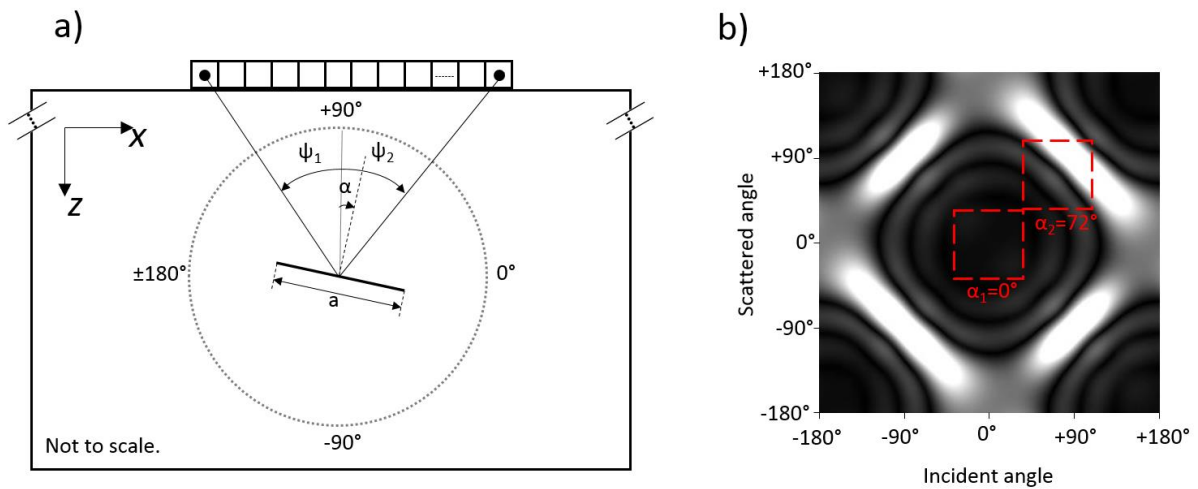 a)
+90°
ψ₁
ψ₂
α
x
z
±180°
0°
a
-90°
Not to scale.
b)
+180°
+90°
0°
-90°
-180°
Scattered angle
α₂=72°
α₁=0°
-180°
-90°
0°
+90°
+180°
Incident angle